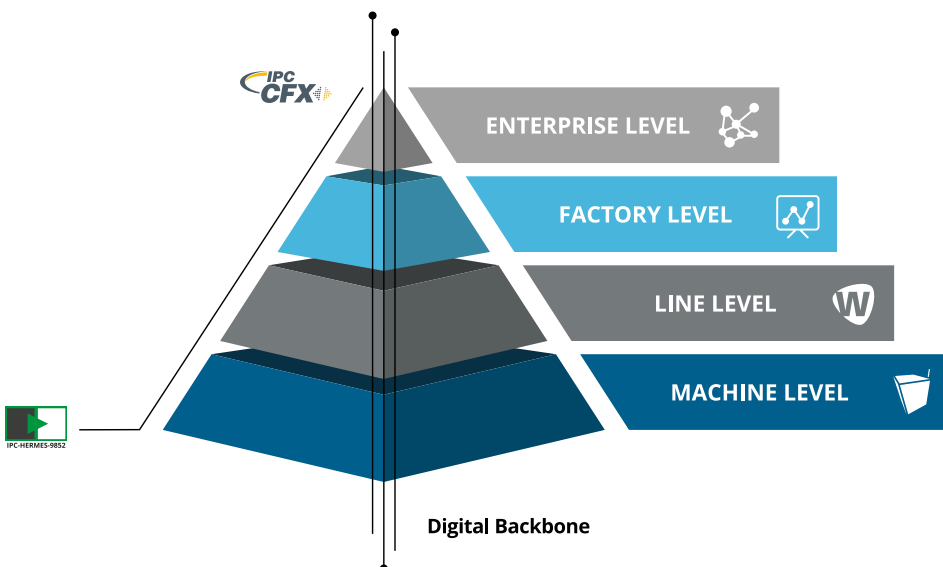 IPC
CFX
ENTERPRISE LEVEL
FACTORY LEVEL
LINE LEVEL
W
MACHINE LEVEL
IPC-HERMES-9852
Digital Backbone